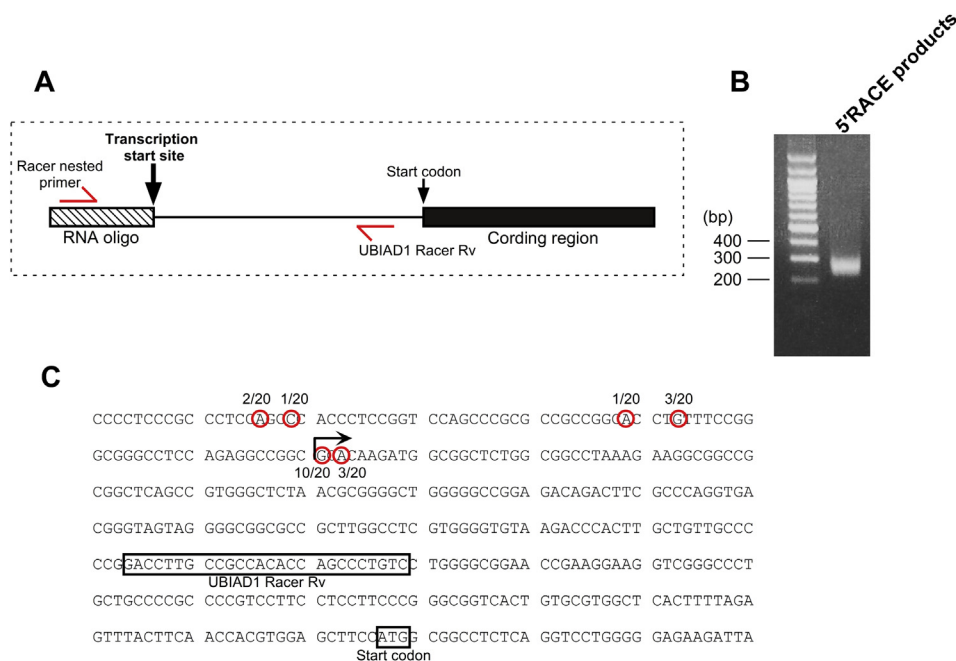 A
Transcription
start site
Racer nested
primer
Start codon
RNA oligo
UBIAD1 Racer Rv
Cording region
B
5'RACE products
(bp)
400
300
200
C
2/20 1/20 1/20 3/20
CCCCTCCCGC CCCTCGAGCC ACCCTCCGGT CCAGCCCGCG CCGCCGGGAC CTGTTTCCGG
GCGGGCCTCC AGAGGCCGGC GCACAAGATG GCGGCTCTGG CGGCCTAAAG AAGGCGGCCG
10/20 3/20
CGGCTCAGCC GTGGGCTCTA ACGCGGGGCT GGGGGCCGGA GACAGACTTC GCCCAGGTGA
CGGGTAGTAG GGGCGGCGCC GCTTGGCCTC GTGGGGTGTA AGACCCACTT GCTGTTGCCC
CCGGACCTTG CCGCCACACC AGCCCTGTCC TGGGGCGGAA CCGAAGGAAG GTCGGGCCCT
UBIAD1 Racer Rv
GCTGCCCCGC CCCGTCCTTC CTCCTTCCCG GGCGGTCACT GTGCGTGGCT CACTTTTAGA
GTTTACTTCA ACCACGTGGA GCTTCCATGG CGGCCTCTCA GGTCCTGGGG GAGAAGATTA
Start codon